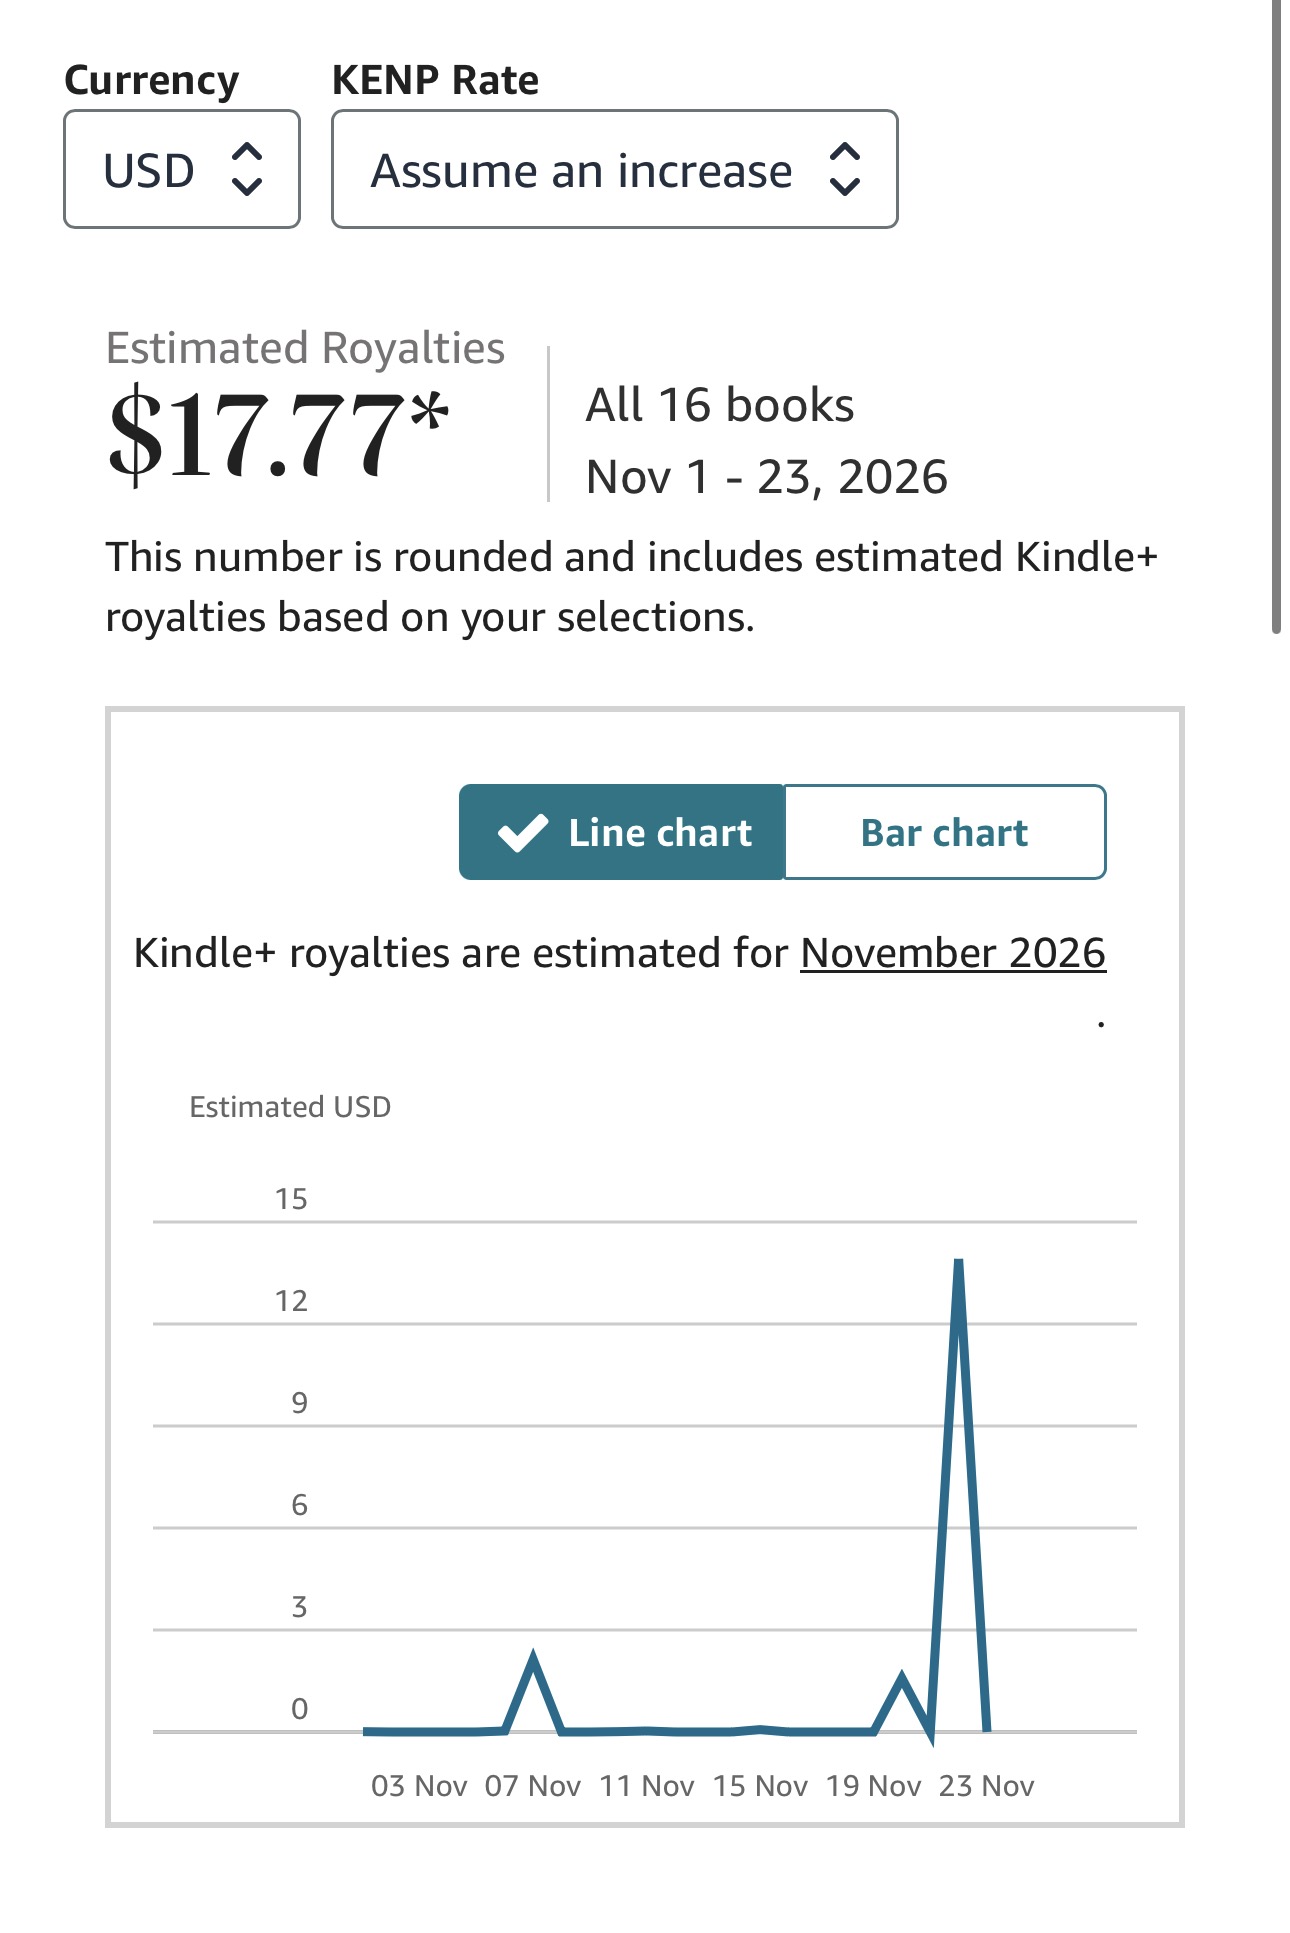 Currency KENP Rate
USD Assume an increase
Estimated Royalties
$17.77*
All 16 books
Nov 1 - 23, 2026
This number is rounded and includes estimated Kindle+
royalties based on your selections.
Line chart Bar chart
Kindle+ royalties are estimated for November 2026
.
Estimated USD
15
12
9
6
3
0
03 Nov 07 Nov 11 Nov 15 Nov 19 Nov 23 Nov